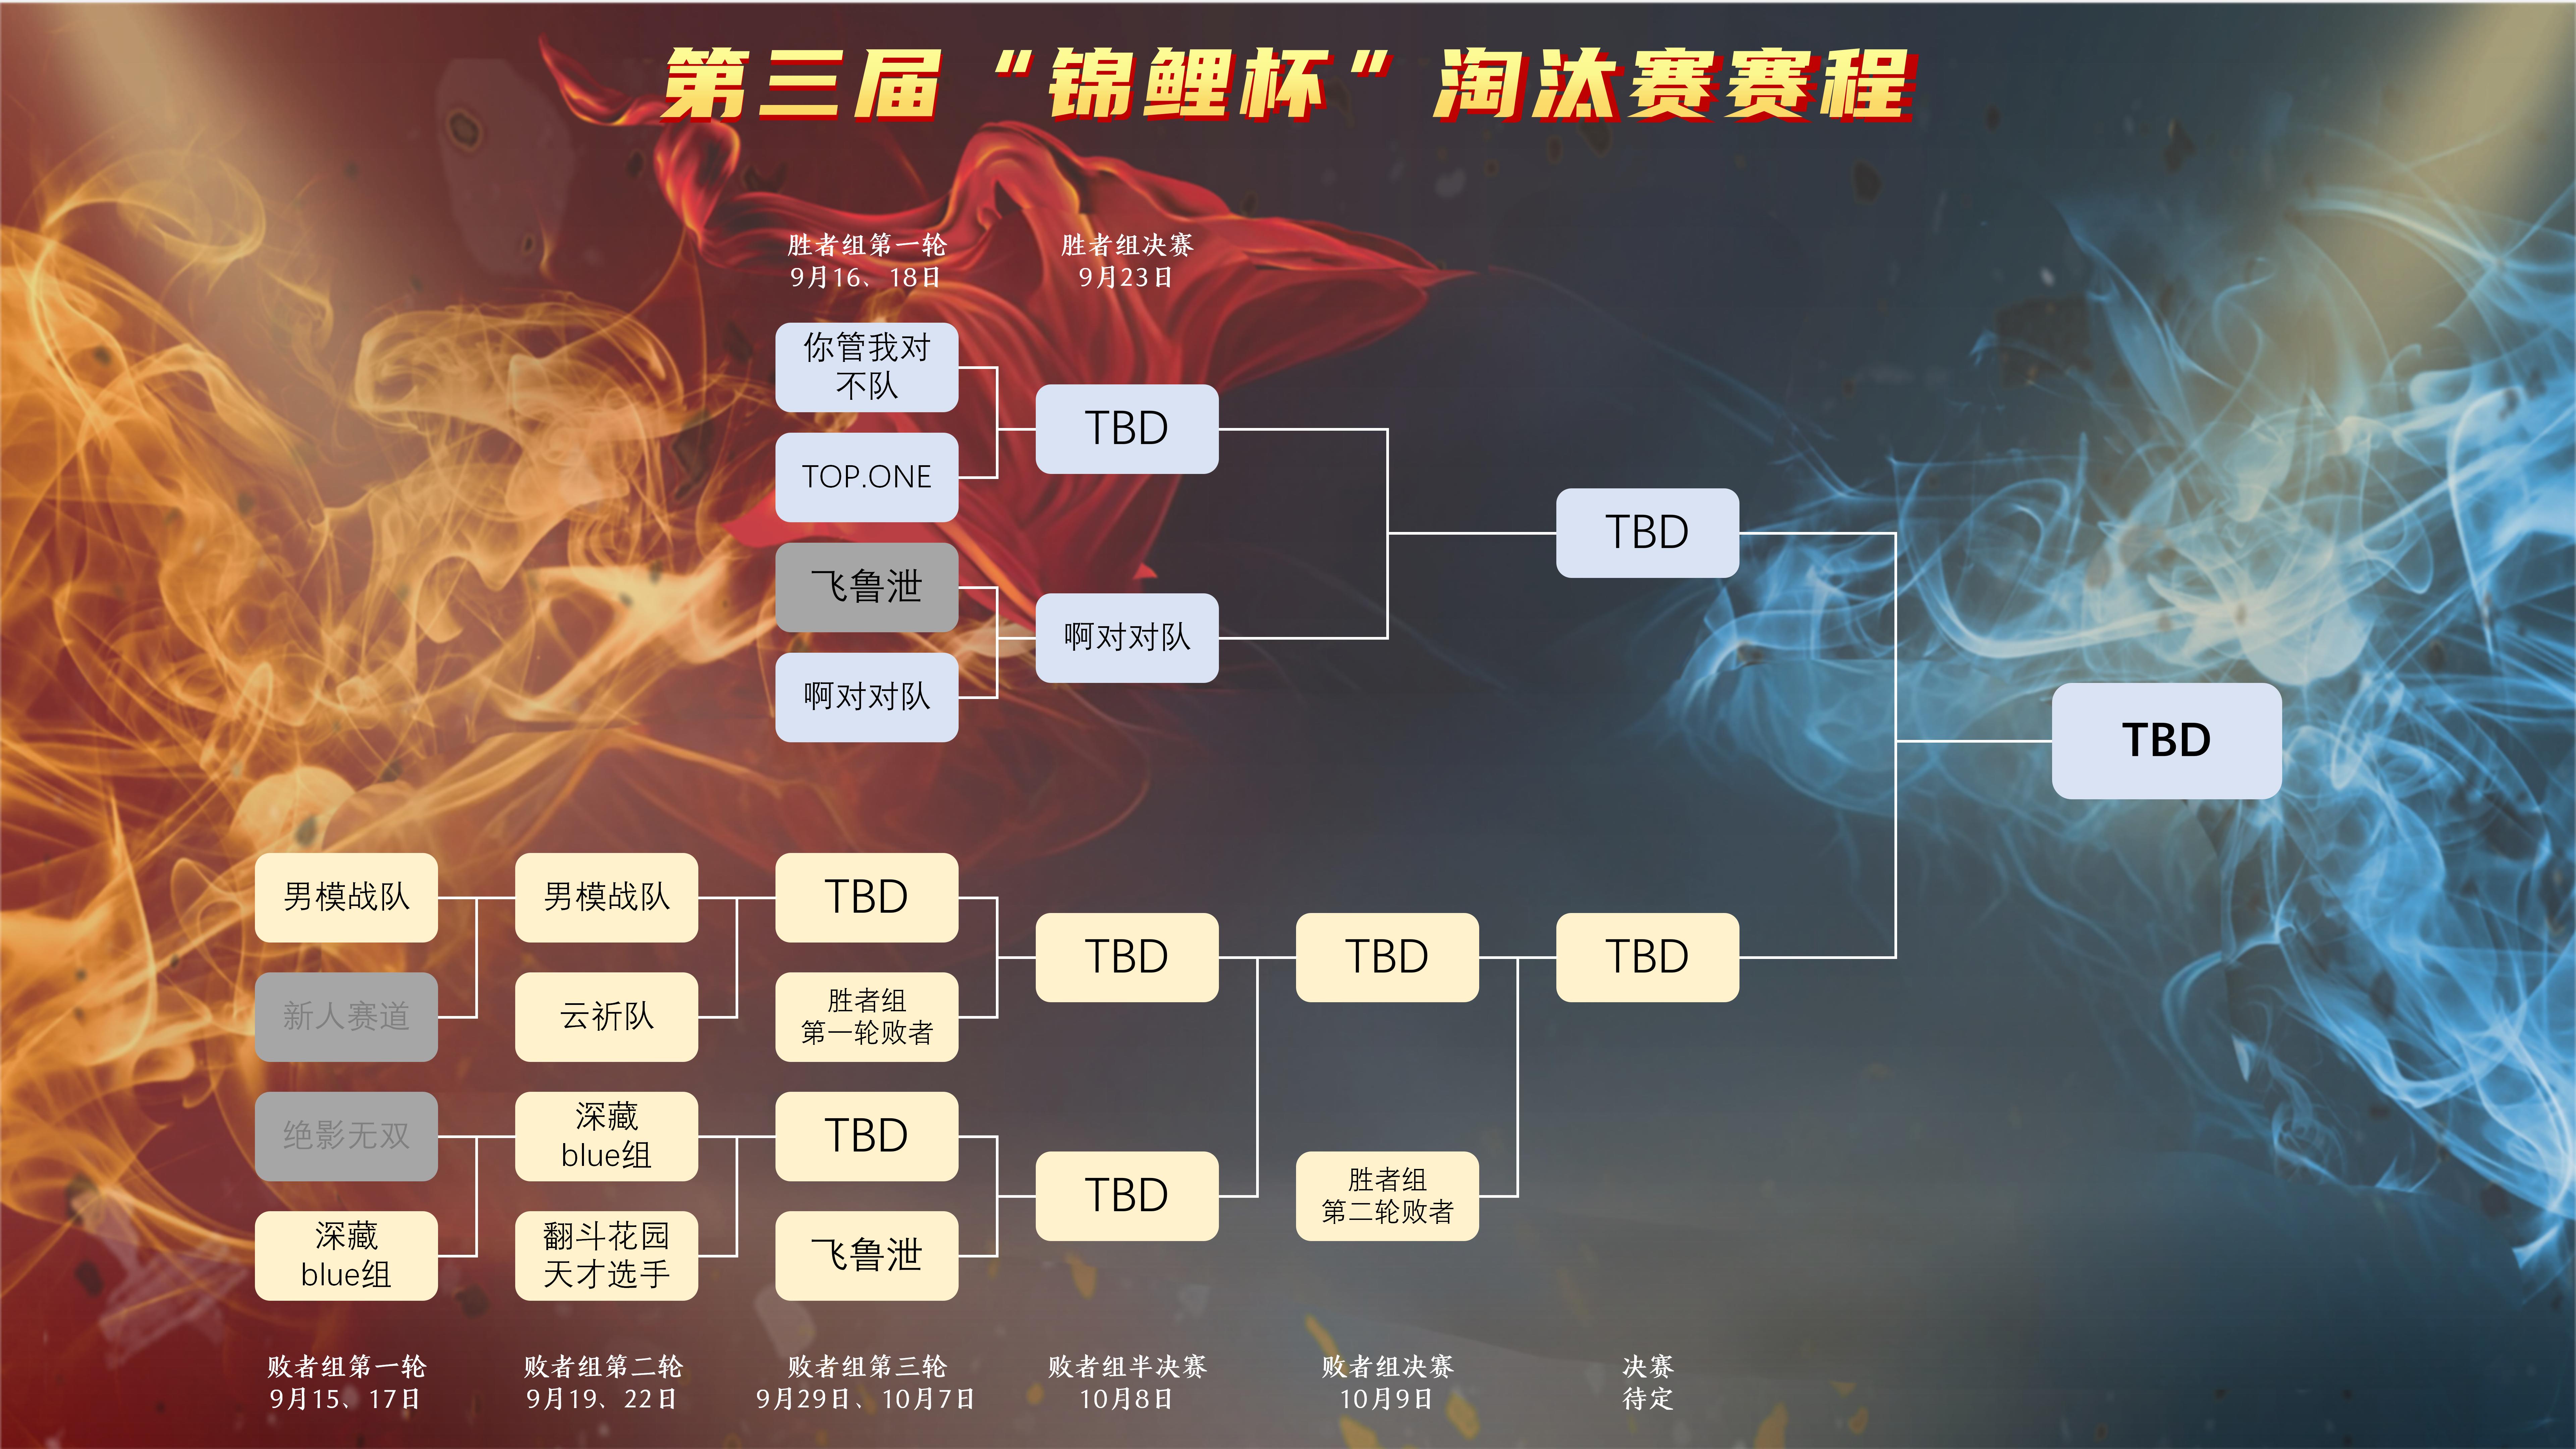 第三届“锦鲤杯”淘汰赛赛程
胜者组第一轮
9月16、18日
胜者组决赛
9月23日
你管我对
不队
TOP.ONE
飞鲁泄
啊对对队
TBD
啊对对队
TBD
TBD
男模战队
新人赛道
绝影无双
深藏
blue组
男模战队
云祈队
深藏
blue组
翻斗花园
天才选手
TBD
胜者组
第一轮败者
TBD
飞鲁泄
TBD
TBD
TBD
胜者组
第二轮败者
TBD
败者组第一轮
9月15、17日
败者组第二轮
9月19、22日
败者组第三轮
9月29日、10月7日
败者组半决赛
10月8日
败者组决赛
10月9日
决赛
待定